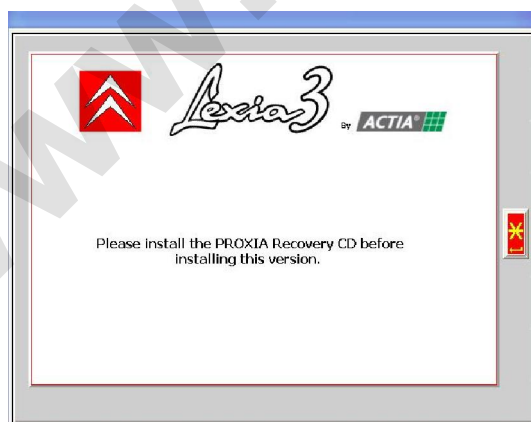 Lexia3
By ACTIA®
Please install the PROXIA Recovery CD before
installing this version.